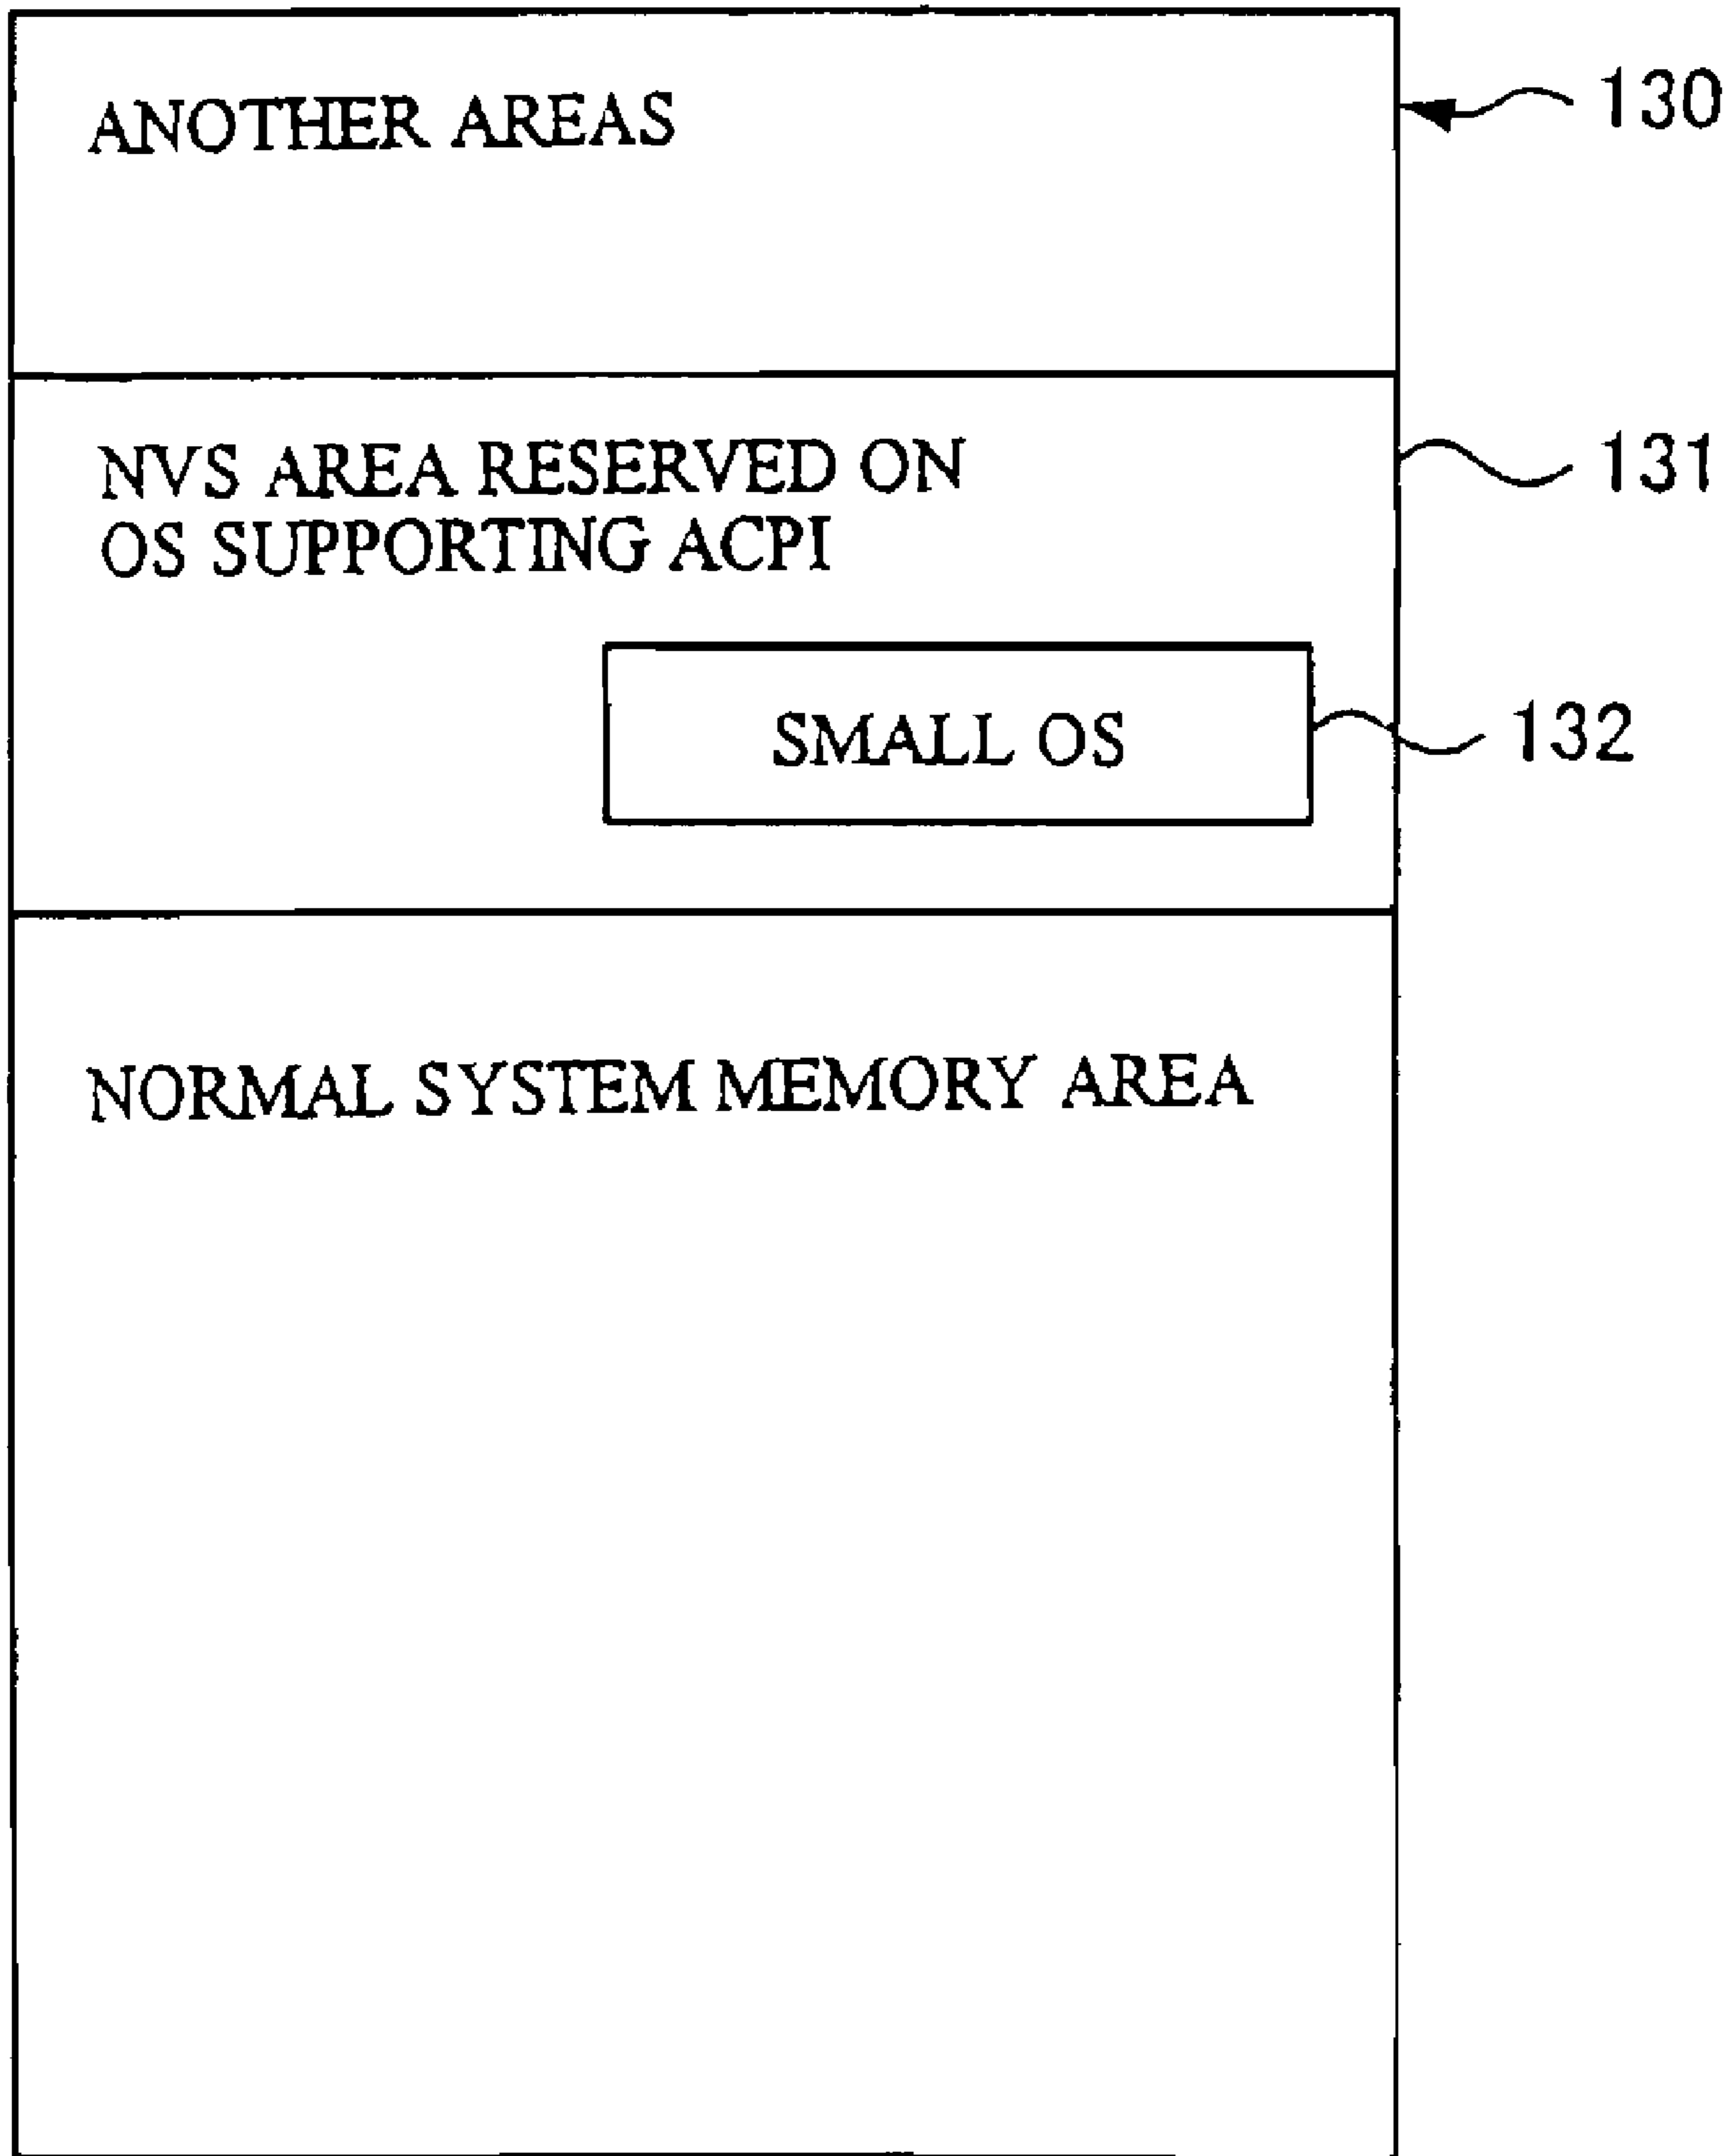 ANOTHER AREAS
130
NVS AREA RESERVED ON
OS SUPPORTING ACPI
131
SMALL OS
132
NORMAL SYSTEM MEMORY AREA